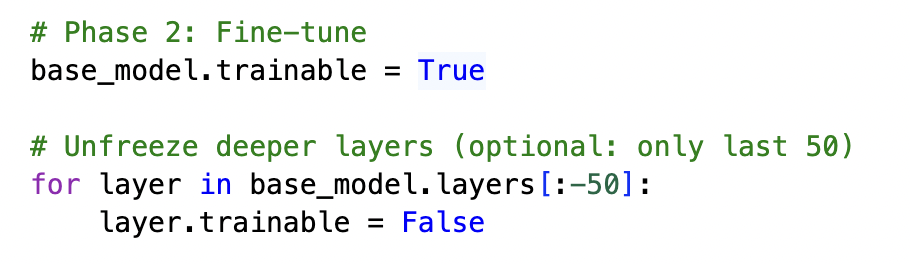 # Phase 2: Fine-tune
base_model.trainable = True
# Unfreeze deeper layers (optional: only last 50)
for layer in base_model.layers[:-50]:
    layer.trainable = False